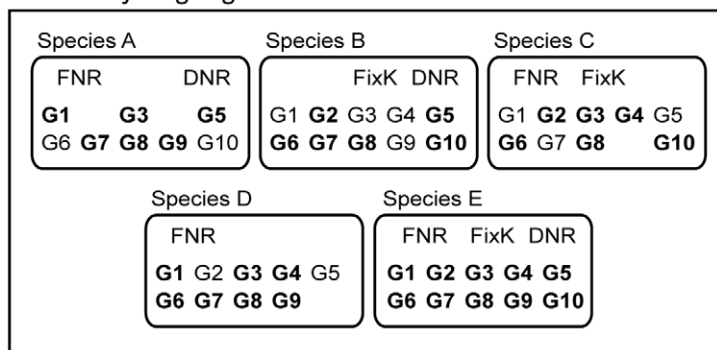 Species A Species B Species C
FNR DNR FixK DNR FNR FixK
G1 G3 G5 G1 G2 G3 G4 G5 G1 G2 G3 G4 G5
G6 G7 G8 G9 G10 G6 G7 G8 G9 G10 G6 G7 G8 G10
Species D Species E
FNR FNR FixK DNR
G1 G2 G3 G4 G5 G1 G2 G3 G4 G5
G6 G7 G8 G9 G6 G7 G8 G9 G10